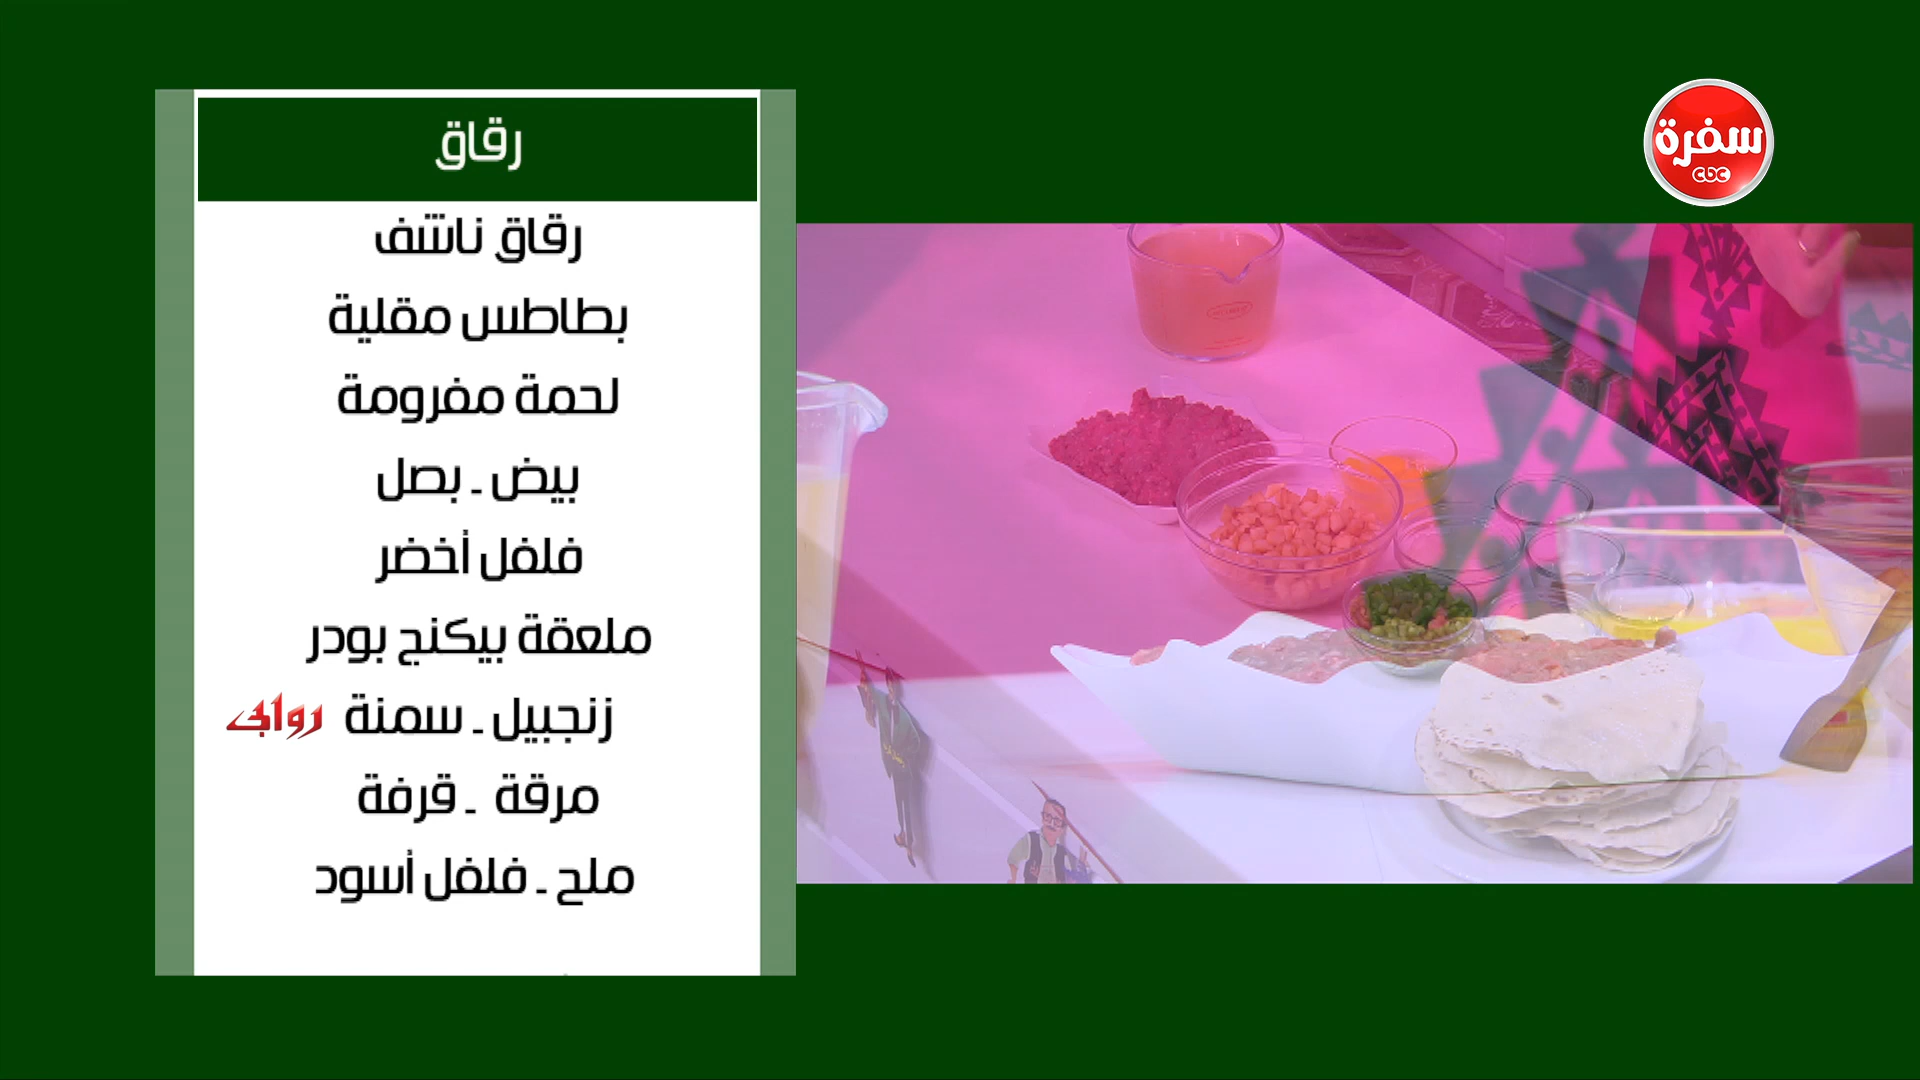 رقاق
رقاق ناشف
بطاطس مقلية
لحمة مفرومة
بيض - بصل
فلفل أخضر
ملعقة بيكنج بودر
زنجبيل - سمنة روابى
مرقة - قرفة
ملح - فلفل أسود
سفرة
cbc